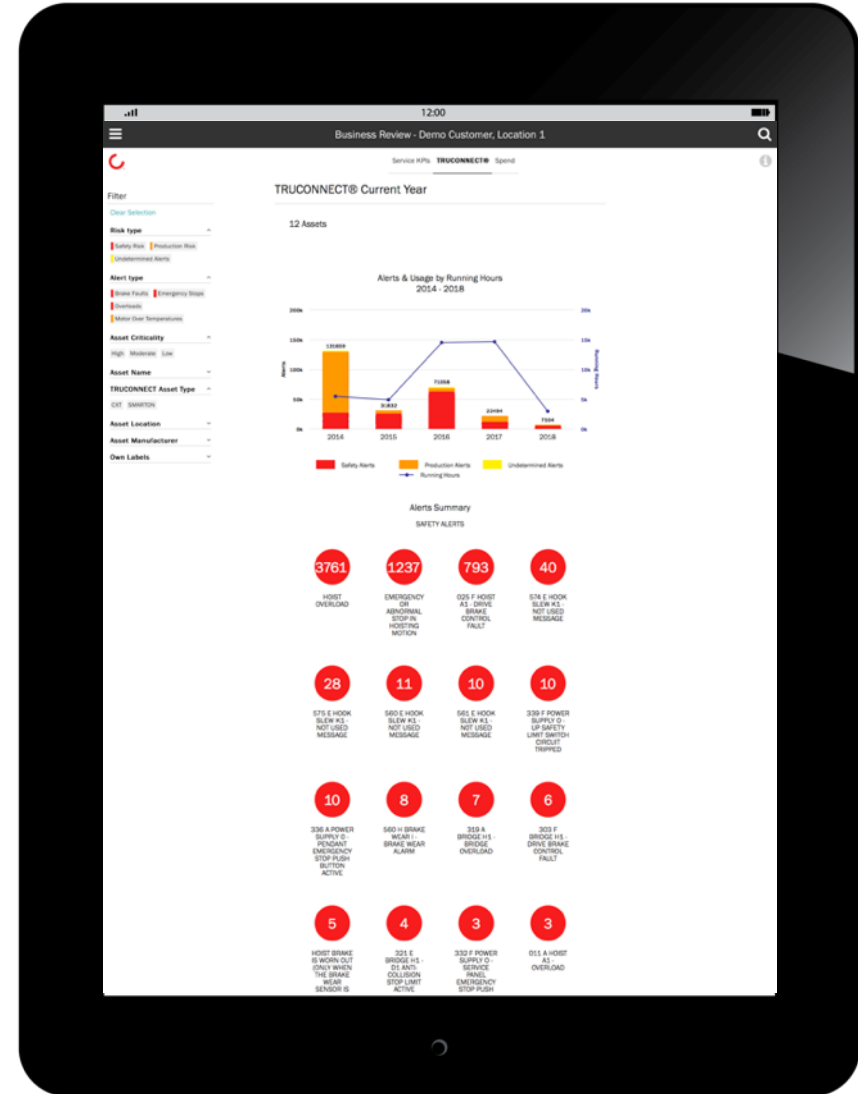 12:00
Business Review - Demo Customer, Location 1
Service KPIs TRUCONNECT® Spend
Filter
Clear Selection
Risk type
Safety Risk Production Risk
Undetermined Alerts
Alert type
Brake Faults Emergency Stops
Overloads
Motor Over Temperatures
Asset Criticality
High Moderate Low
Asset Name
TRUCONNECT Asset Type
CXT SMARTON
Asset Location
Asset Manufacturer
Own Labels
TRUCONNECT® Current Year
12 Assets
Alerts & Usage by Running Hours
2014 - 2018
200k 20k
150k 15k
100k 10k
50k 5k
0k 0k
Alerts
Running Hours
131809
31832
71058
22494
7334
2014 2015 2016 2017 2018
Safety Alerts Production Alerts Undetermined Alerts
Running Hours
Alerts Summary
SAFETY ALERTS
3761
HOIST
OVERLOAD
1237
EMERGENCY
OR
ABNORMAL
STOP IN
HOISTING
MOTION
793
025 F HOIST
A1 - DRIVE
BRAKE
CONTROL
FAULT
40
574 E HOOK
SLEW K1 -
NOT USED
MESSAGE
28
575 E HOOK
SLEW K1 -
NOT USED
MESSAGE
11
560 E HOOK
SLEW K1 -
NOT USED
MESSAGE
10
561 E HOOK
SLEW K1 -
NOT USED
MESSAGE
10
339 F POWER
SUPPLY 0 -
UP SAFETY
LIMIT SWITCH
CIRCUIT
TRIPPED
10
336 A POWER
SUPPLY 0 -
PENDANT
EMERGENCY
STOP PUSH
BUTTON
ACTIVE
8
560 H BRAKE
WEAR I -
BRAKE WEAR
ALARM
7
319 A
BRIDGE H1 -
BRIDGE
OVERLOAD
6
303 F
BRIDGE H1 -
DRIVE BRAKE
CONTROL
FAULT
5
HOIST BRAKE
IS WORN OUT
(ONLY WHEN
THE BRAKE
WEAR
SENSOR IS
4
321 E
BRIDGE H1 -
D1 ANTI-
COLLISION
STOP LIMIT
ACTIVE
3
332 F POWER
SUPPLY 0 -
SERVICE
PANEL
EMERGENCY
STOP PUSH
3
011 A HOIST
A1 -
OVERLOAD